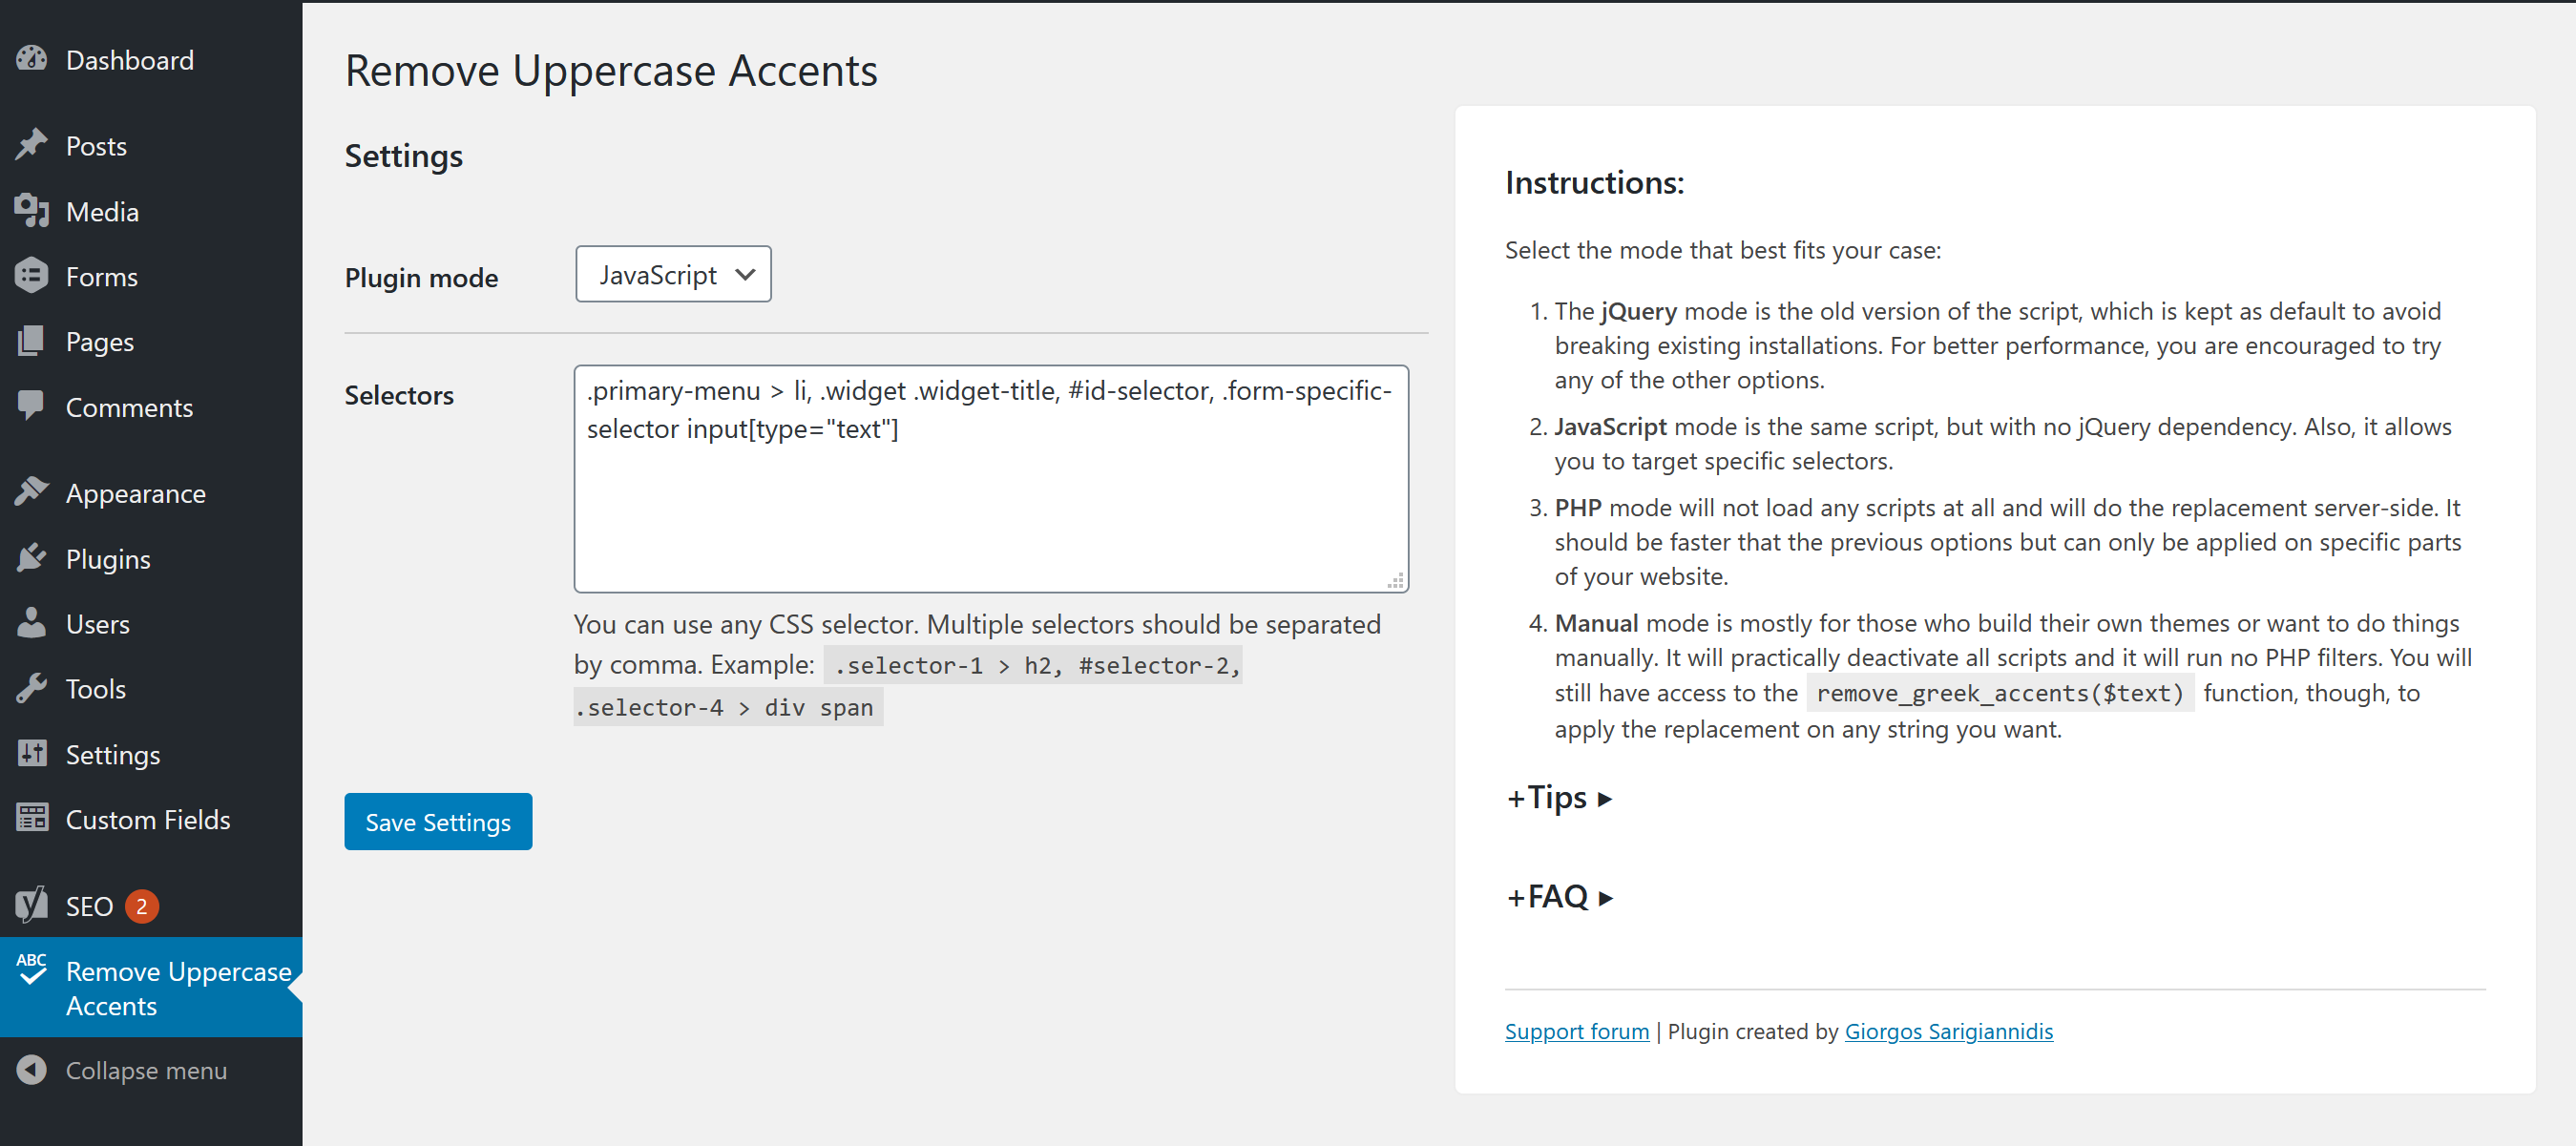 Dashboard
Posts
Media
Forms
Pages
Comments
Appearance
Plugins
Users
Tools
Settings
Custom Fields
SEO 2
ABC
Remove Uppercase
Accents
Collapse menu
Remove Uppercase Accents
Settings
Plugin mode
JavaScript
Selectors
.primary-menu > li, .widget .widget-title, #id-selector, .form-specific-
selector input[type="text"]
You can use any CSS selector. Multiple selectors should be separated
by comma. Example: .selector-1 > h2, #selector-2,
.selector-4 > div span
Save Settings
Instructions:
Select the mode that best fits your case:
1. The jQuery mode is the old version of the script, which is kept as default to avoid
breaking existing installations. For better performance, you are encouraged to try
any of the other options.
2. JavaScript mode is the same script, but with no jQuery dependency. Also, it allows
you to target specific selectors.
3. PHP mode will not load any scripts at all and will do the replacement server-side. It
should be faster that the previous options but can only be applied on specific parts
of your website.
4. Manual mode is mostly for those who build their own themes or want to do things
manually. It will practically deactivate all scripts and it will run no PHP filters. You will
still have access to the remove_greek_accents($text) function, though, to
apply the replacement on any string you want.
+Tips ▸
+FAQ ▸
Support forum | Plugin created by Giorgos Sarigiannidis